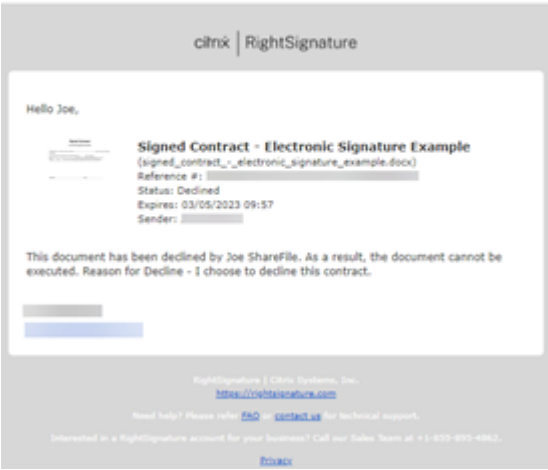 citrix | RightSignature
Hello Joe,
Signed Contract - Electronic Signature Example
(signed_contract_-_electronic_signature_example.docx)
Reference #:
Status: Declined
Expires: 03/05/2023 09:57
Sender:
This document has been declined by Joe ShareFile. As a result, the document cannot be
executed. Reason for Decline - I choose to decline this contract.
RightSignature | Citrix Systems, Inc.
https://rightsignature.com
Need help? Please refer FAQ or contact us for technical support.
Interested in a RightSignature account for your business? Call our Sales Team at +1-855-895-4862.
Privacy